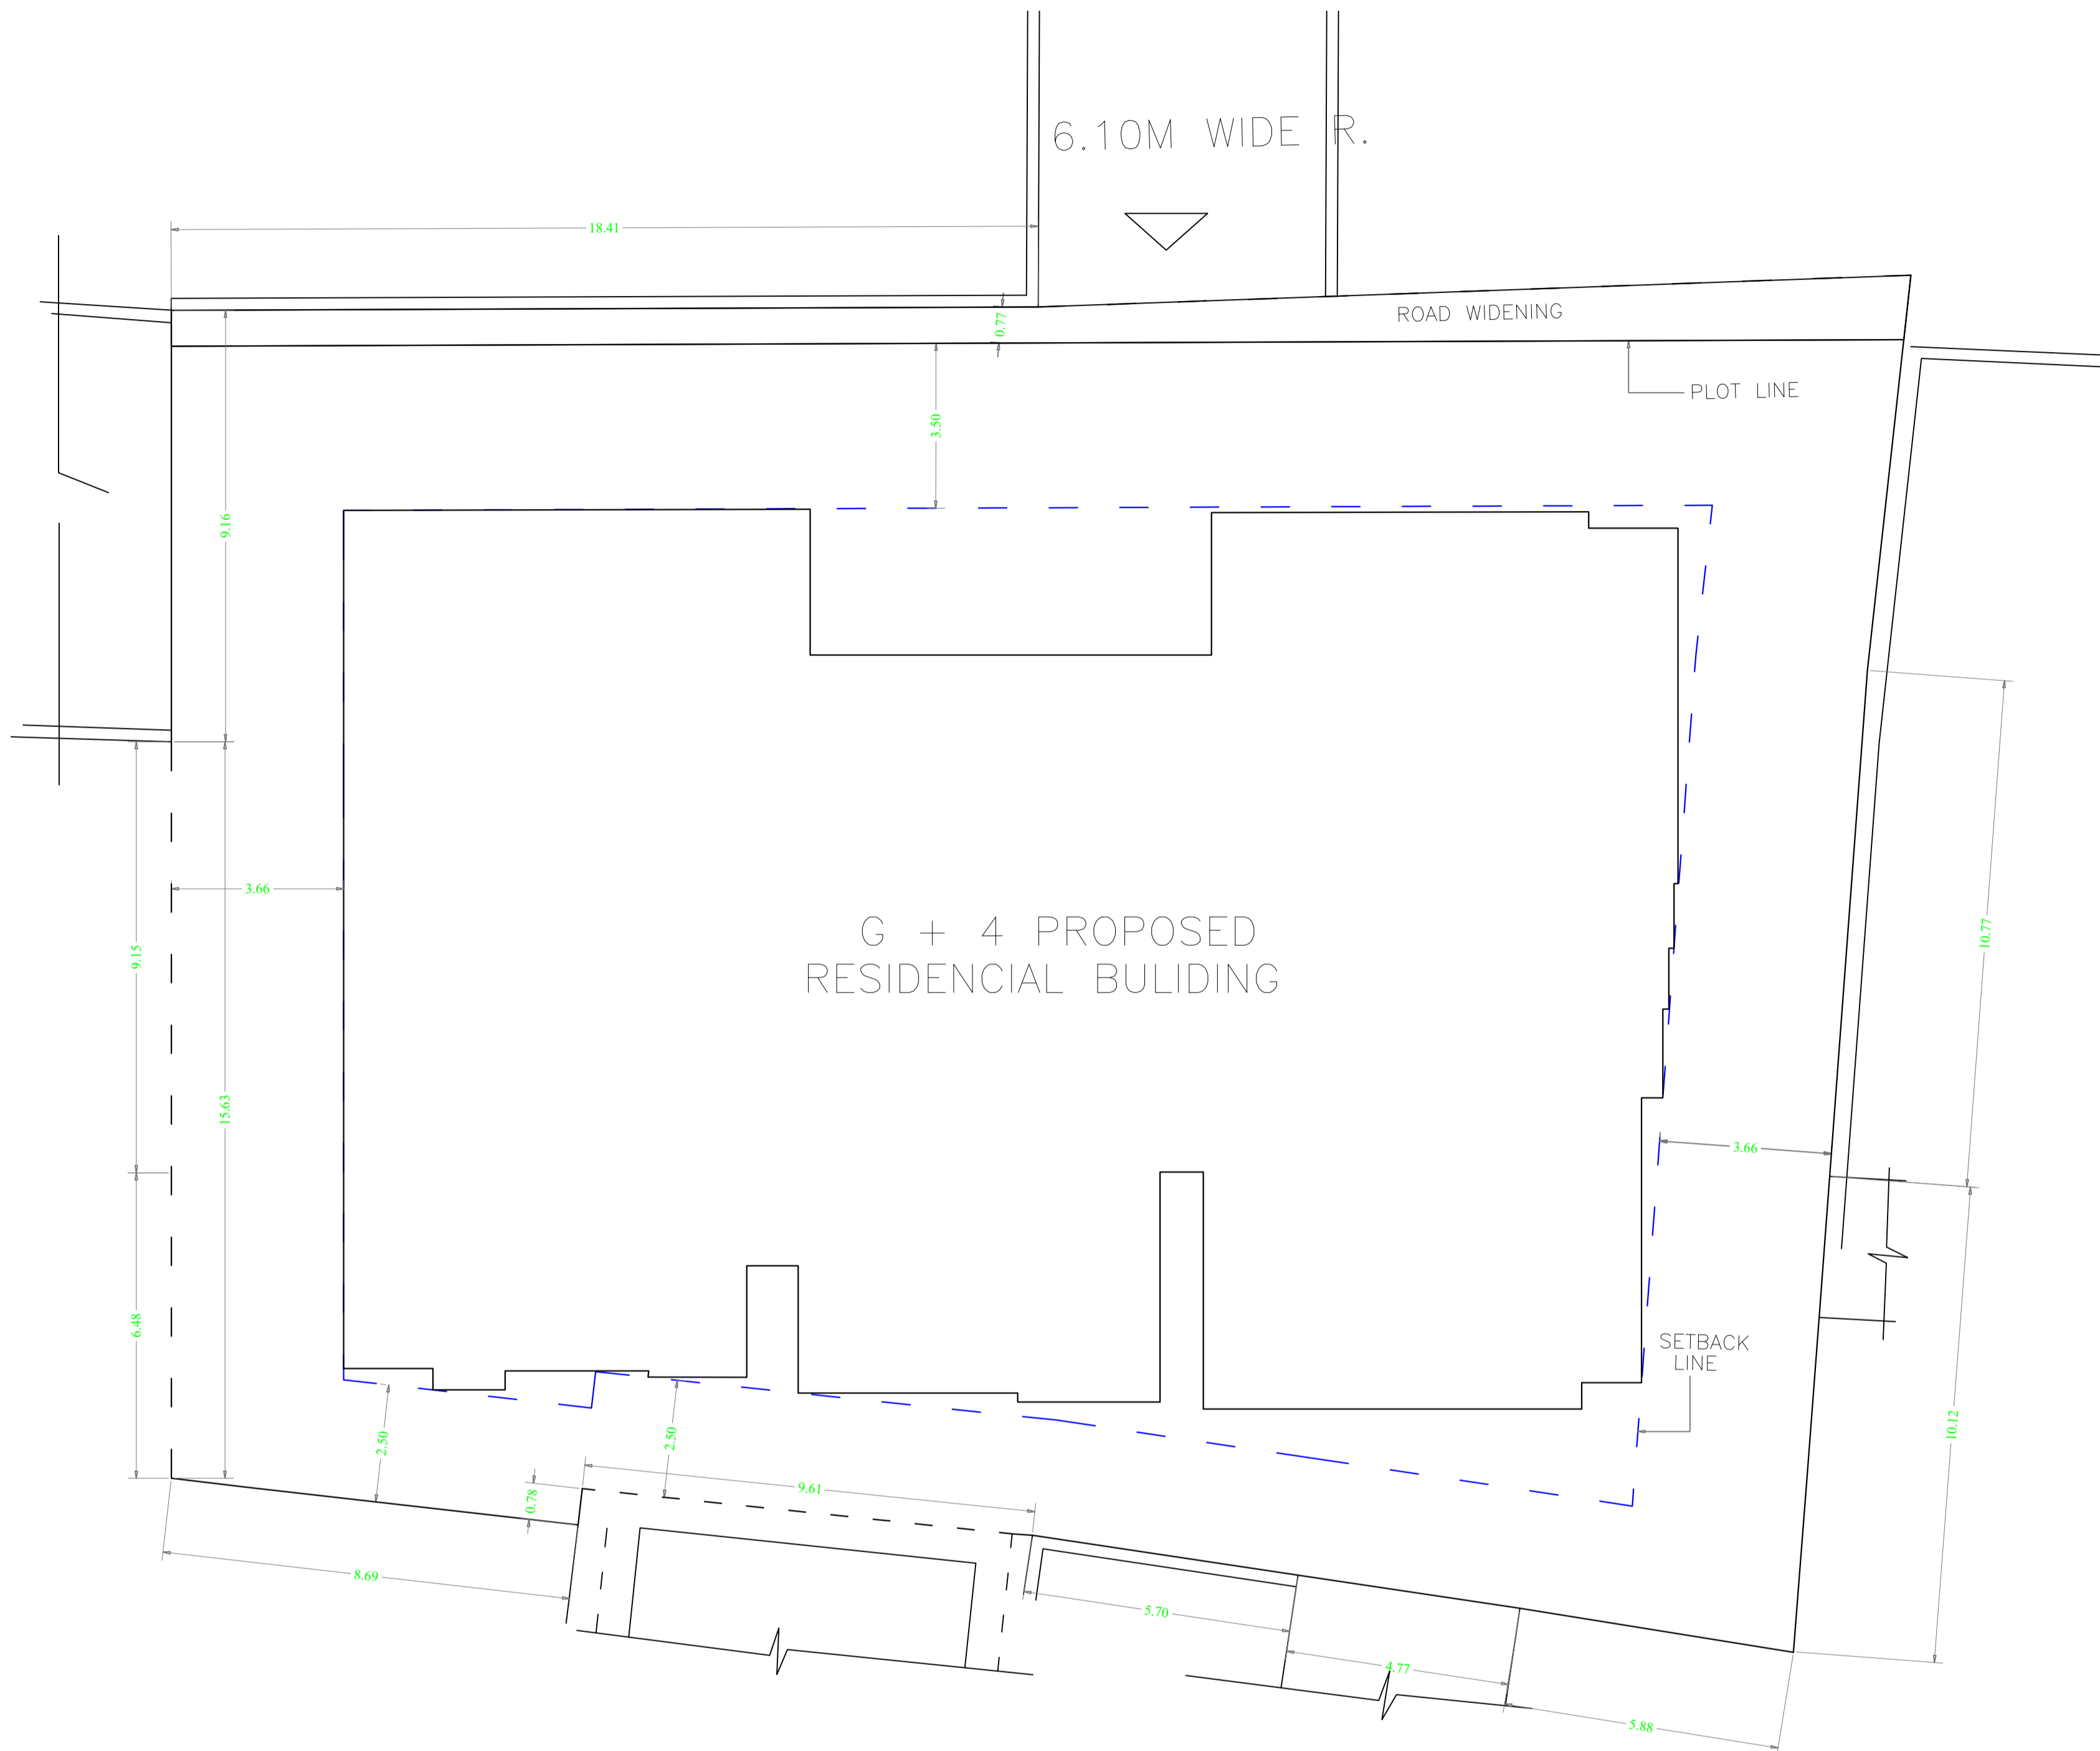 6.10M WIDE R.
18.41
ROAD WIDENING
0.77
PLOT LINE
3.50
9.16
3.66
9.15
10.77
G + 4 PROPOSED
RESIDENCIAL BULIDING
15.63
3.66
6.48
SETBACK
LINE
2.50
2.50
10.12
9.61
0.78
8.69
5.70
4.77
5.88